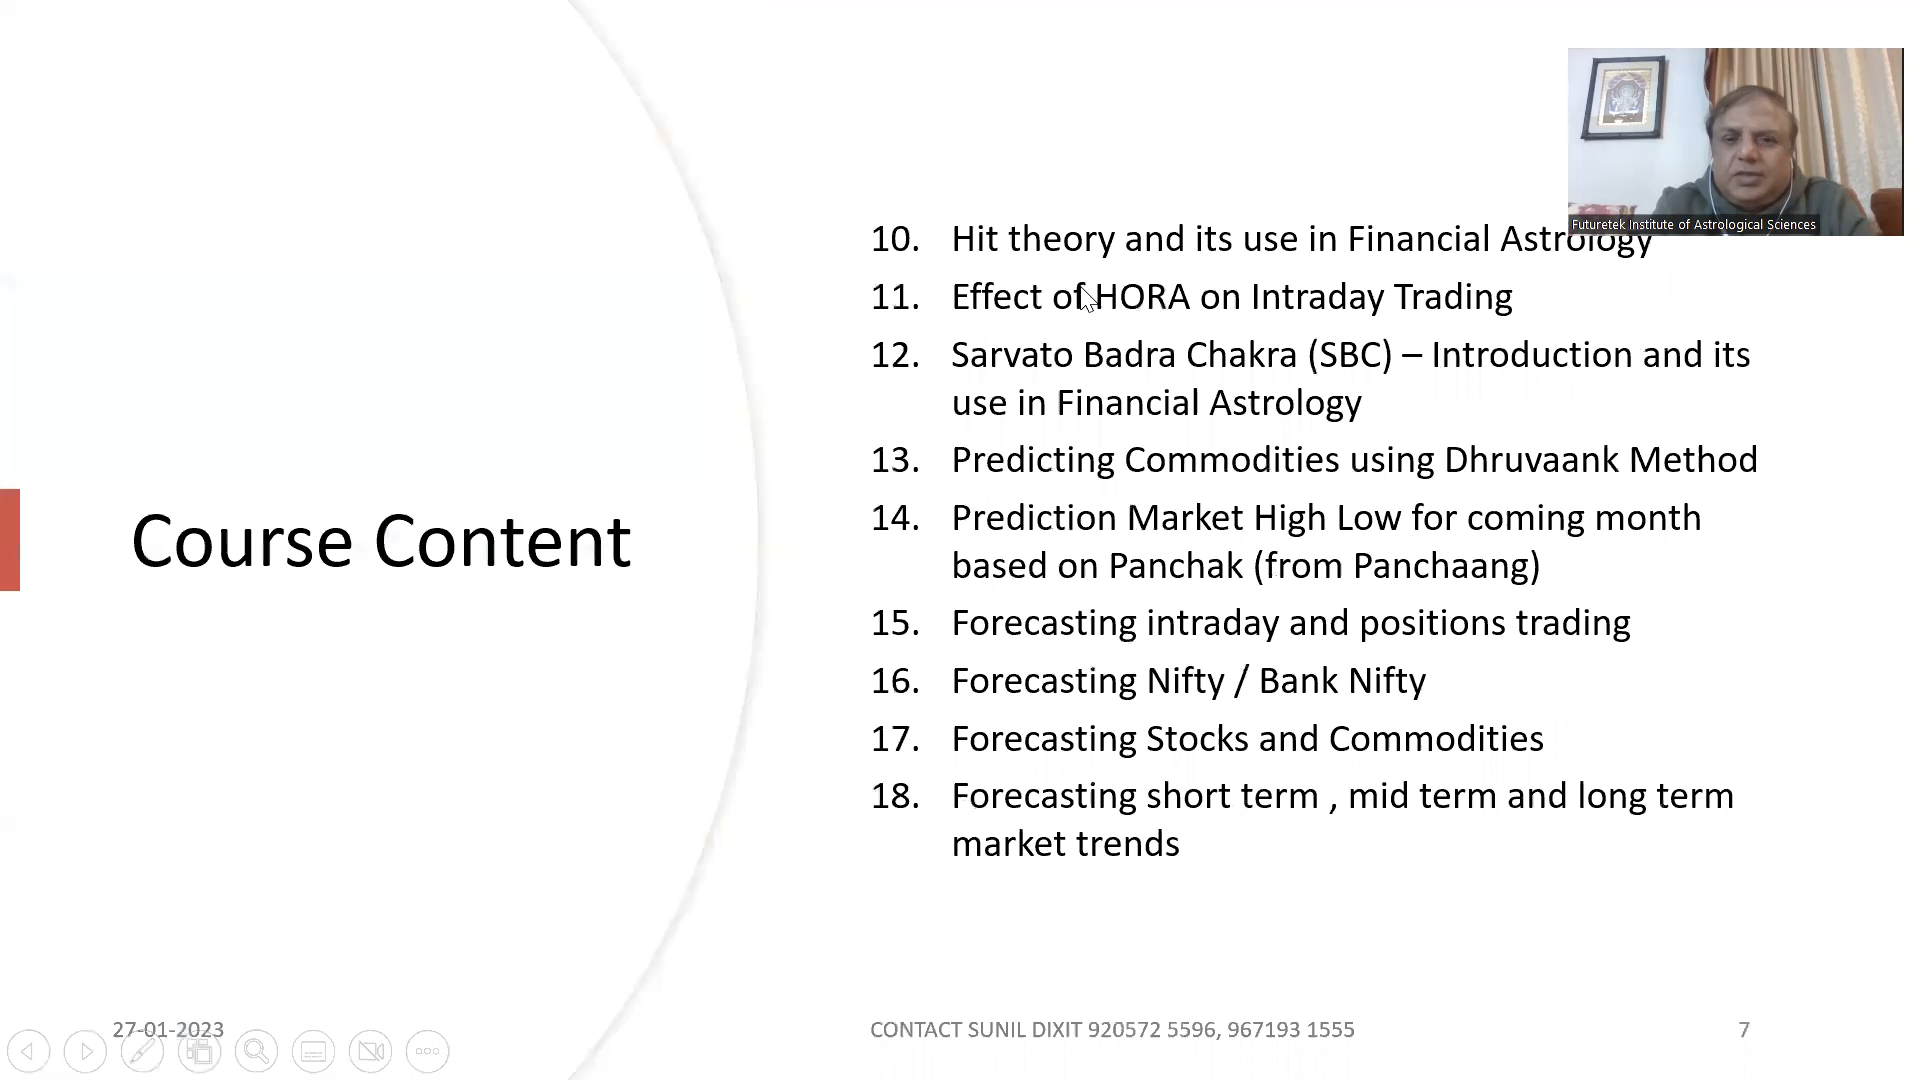 Futuretek Institute of Astrological Sciences
10. Hit theory and its use in Financial Astrology
11. Effect of HORA on Intraday Trading
12. Sarvato Badra Chakra (SBC) – Introduction and its
use in Financial Astrology
13. Predicting Commodities using Dhruvaank Method
14. Prediction Market High Low for coming month
based on Panchak (from Panchaang)
15. Forecasting intraday and positions trading
16. Forecasting Nifty / Bank Nifty
17. Forecasting Stocks and Commodities
18. Forecasting short term , mid term and long term
market trends
Course Content
27-01-2023
CONTACT SUNIL DIXIT 920572 5596, 967193 1555
7